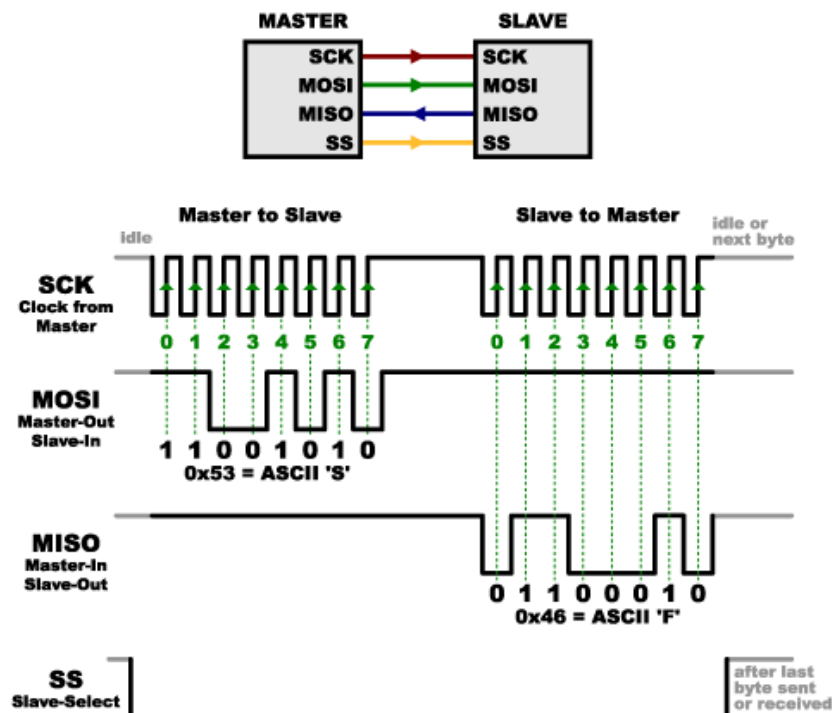 MASTER SLAVE
SCK SCK
MOSI MOSI
MISO MISO
SS SS
Master to Slave Slave to Master
idle
idle or
next byte
SCK
Clock from
Master
0 1 2 3 4 5 6 7 0 1 2 3 4 5 6 7
MOSI
Master-Out
Slave-In
1 1 0 0 1 0 1 0
0x53 = ASCII 'S'
MISO
Master-In
Slave-Out
0 1 1 0 0 0 1 0
0x46 = ASCII 'F'
SS
Slave-Select
after last
byte sent
or received